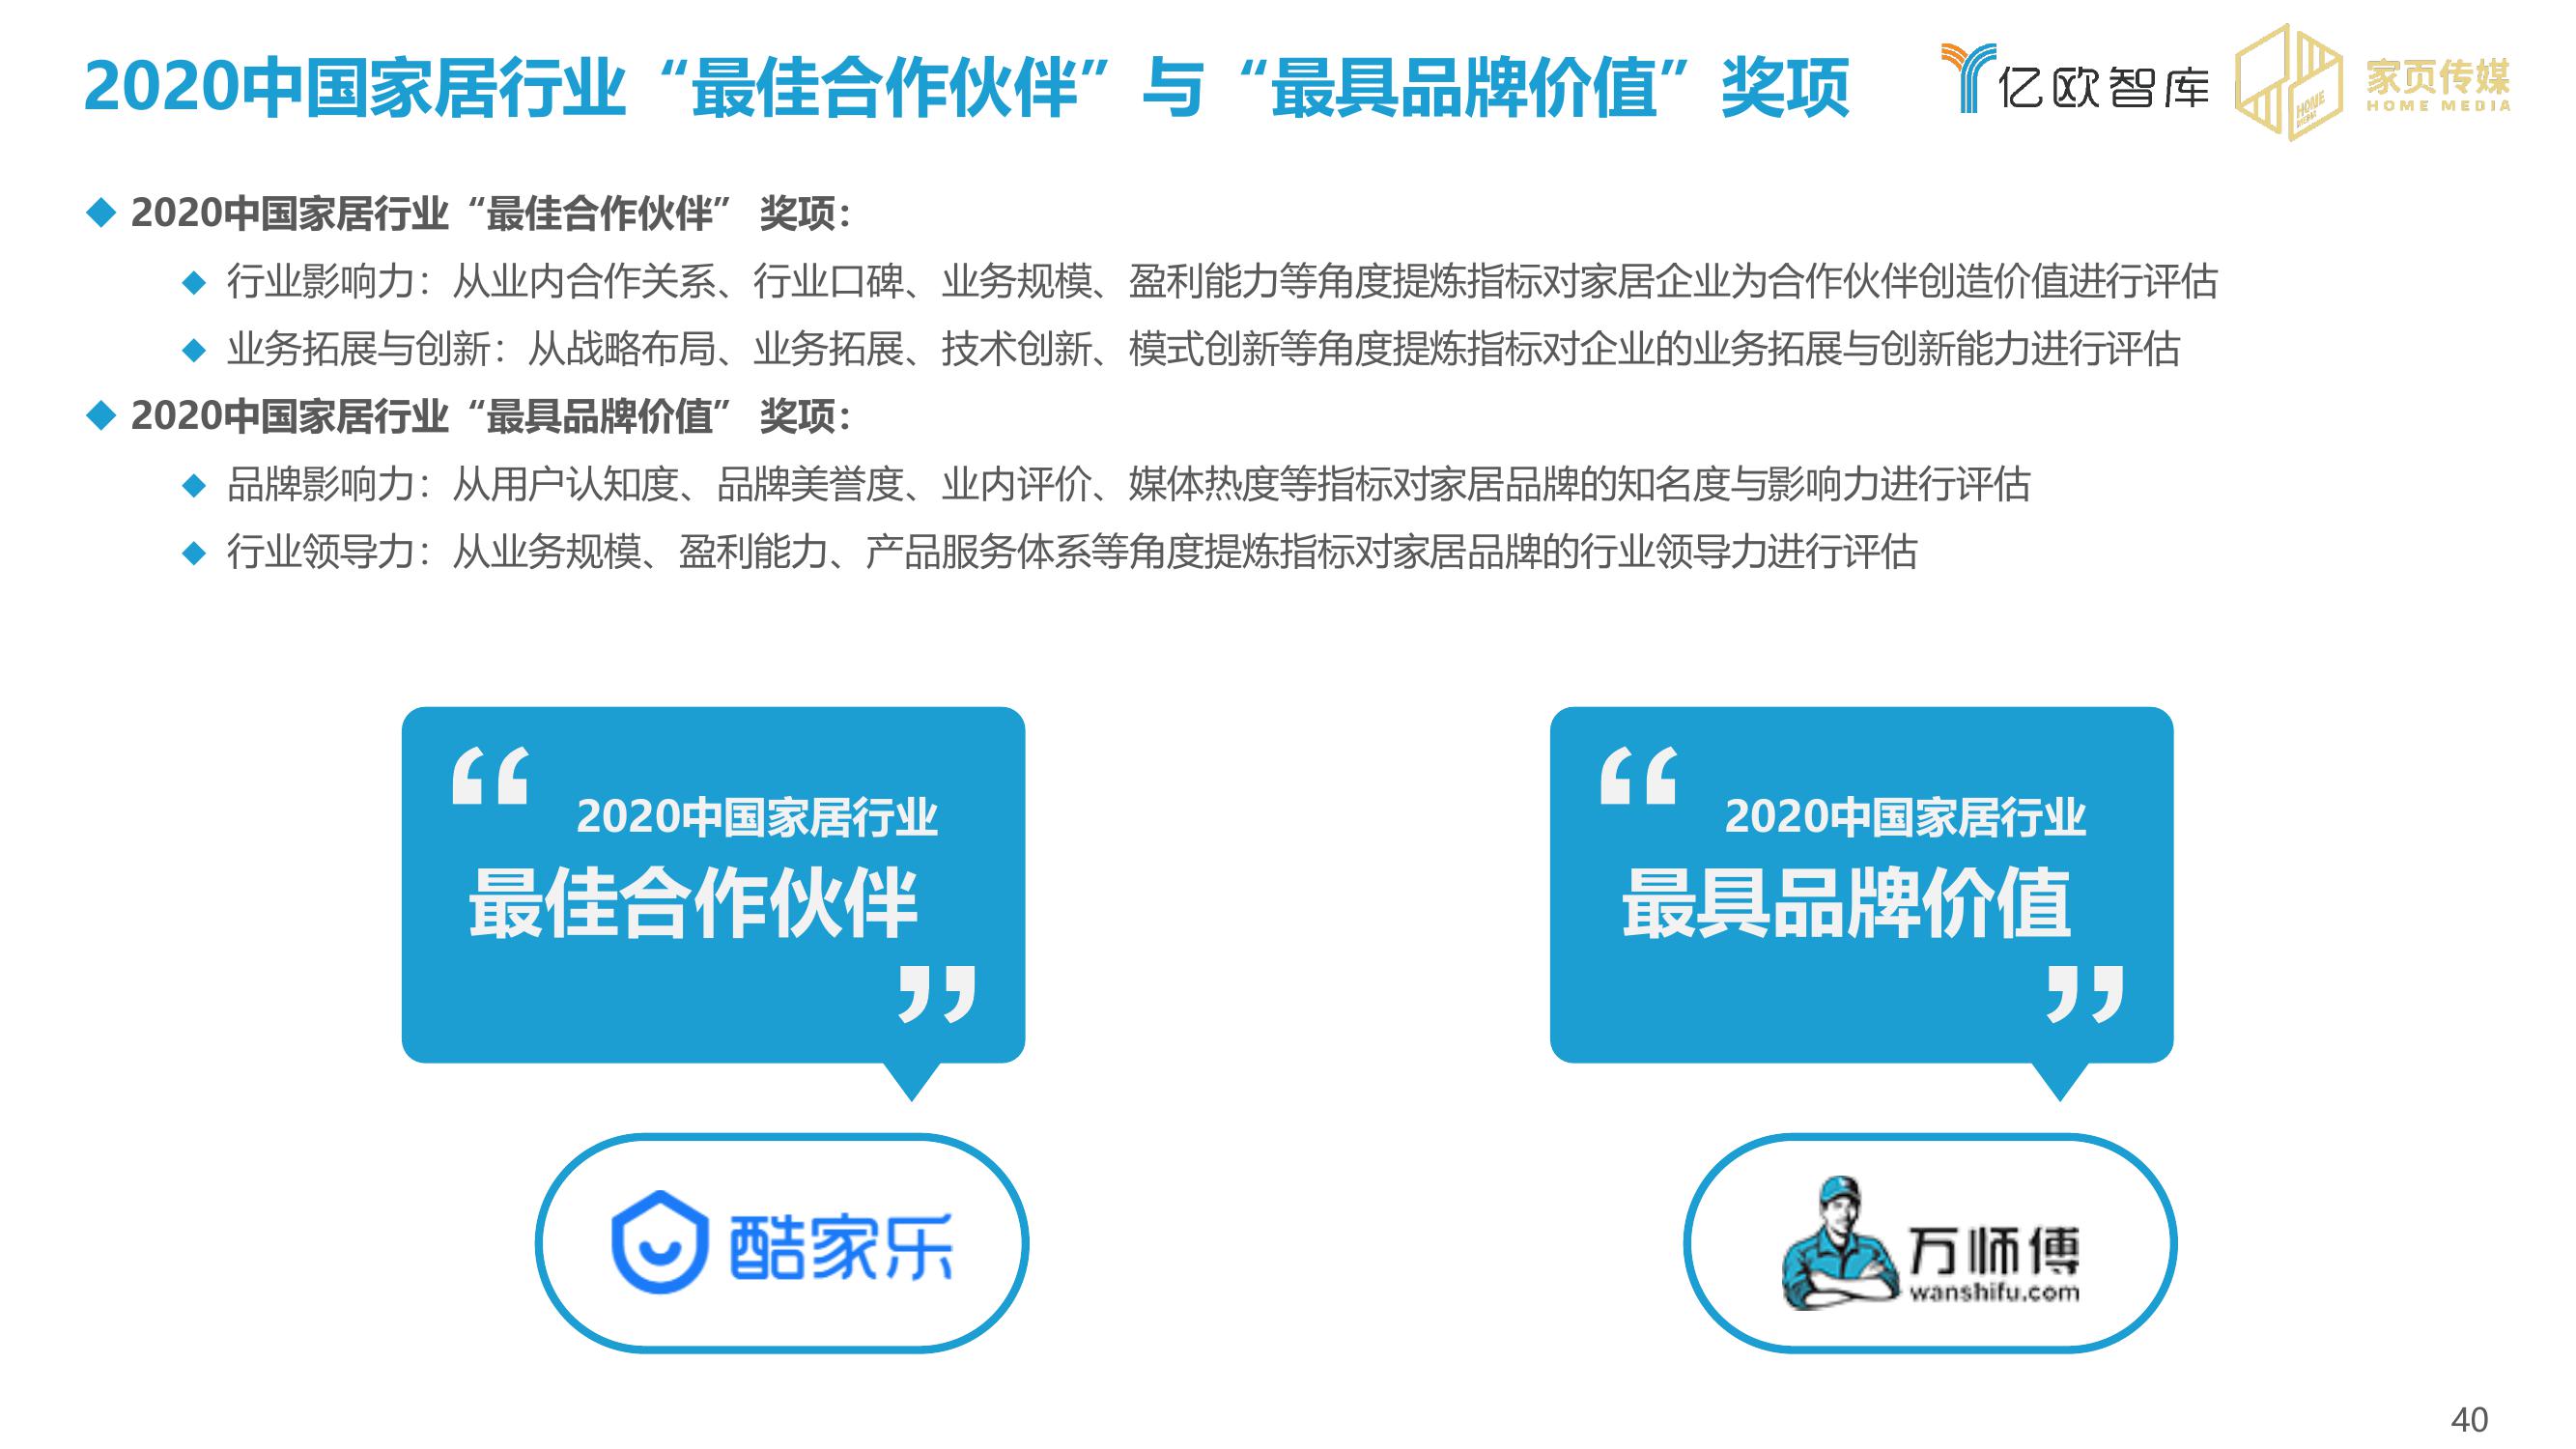 2020中国家居行业“最佳合作伙伴”与“最具品牌价值”奖项
亿欧智库
家页传媒
HOME MEDIA
2020中国家居行业“最佳合作伙伴” 奖项：
行业影响力：从业内合作关系、行业口碑、业务规模、盈利能力等角度提炼指标对家居企业为合作伙伴创造价值进行评估
业务拓展与创新：从战略布局、业务拓展、技术创新、模式创新等角度提炼指标对企业的业务拓展与创新能力进行评估
2020中国家居行业“最具品牌价值” 奖项：
品牌影响力：从用户认知度、品牌美誉度、业内评价、媒体热度等指标对家居品牌的知名度与影响力进行评估
行业领导力：从业务规模、盈利能力、产品服务体系等角度提炼指标对家居品牌的行业领导力进行评估
“
2020中国家居行业
最佳合作伙伴
”
酷家乐
“
2020中国家居行业
最具品牌价值
”
万师傅
wanshifu.com
40